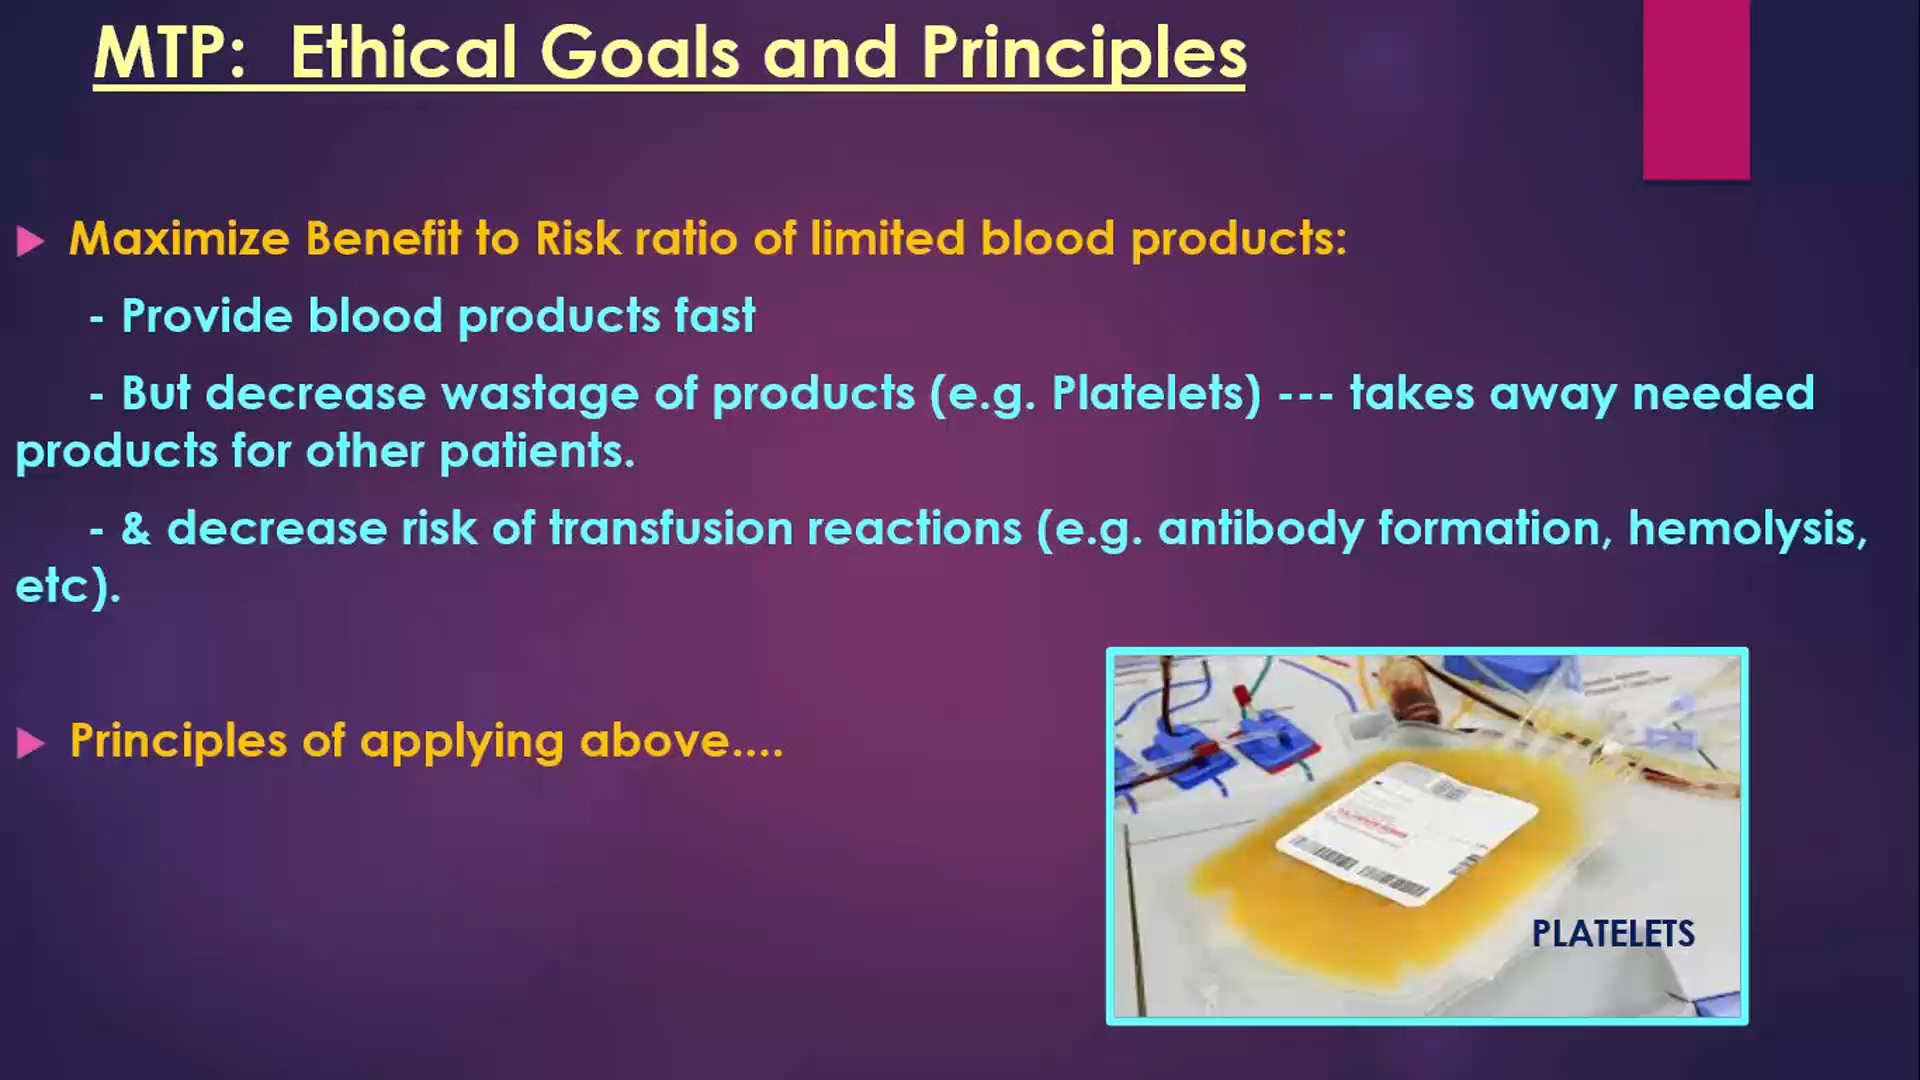 MTP:  Ethical Goals and Principles
Maximize Benefit to Risk ratio of limited blood products:
- Provide blood products fast
- But decrease wastage of products (e.g. Platelets) --- takes away needed
products for other patients.
- & decrease risk of transfusion reactions (e.g. antibody formation, hemolysis,
etc).
Principles of applying above....
PLATELETS